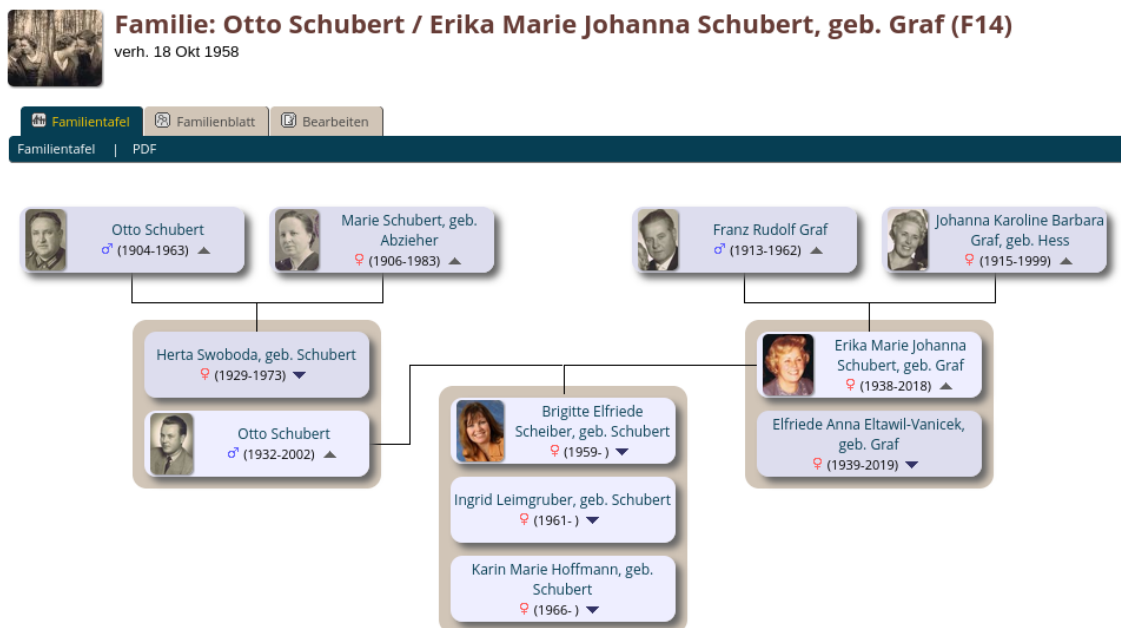 Familie: Otto Schubert / Erika Marie Johanna Schubert, geb. Graf (F14)
verh. 18 Okt 1958
Familientafel
Familienblatt
Bearbeiten
Familientafel | PDF
Otto Schubert
♂ (1904-1963)
Marie Schubert, geb.
Abzieher
♀ (1906-1983)
Franz Rudolf Graf
♂ (1913-1962)
Johanna Karoline Barbara
Graf, geb. Hess
♀ (1915-1999)
Herta Swoboda, geb. Schubert
♀ (1929-1973)
Otto Schubert
♂ (1932-2002)
Erika Marie Johanna
Schubert, geb. Graf
♀ (1938-2018)
Elfriede Anna Eltawil-Vanicek,
geb. Graf
♀ (1939-2019)
Brigitte Elfriede
Scheiber, geb. Schubert
♀ (1959- )
Ingrid Leimgruber, geb. Schubert
♀ (1961- )
Karin Marie Hoffmann, geb.
Schubert
♀ (1966- )